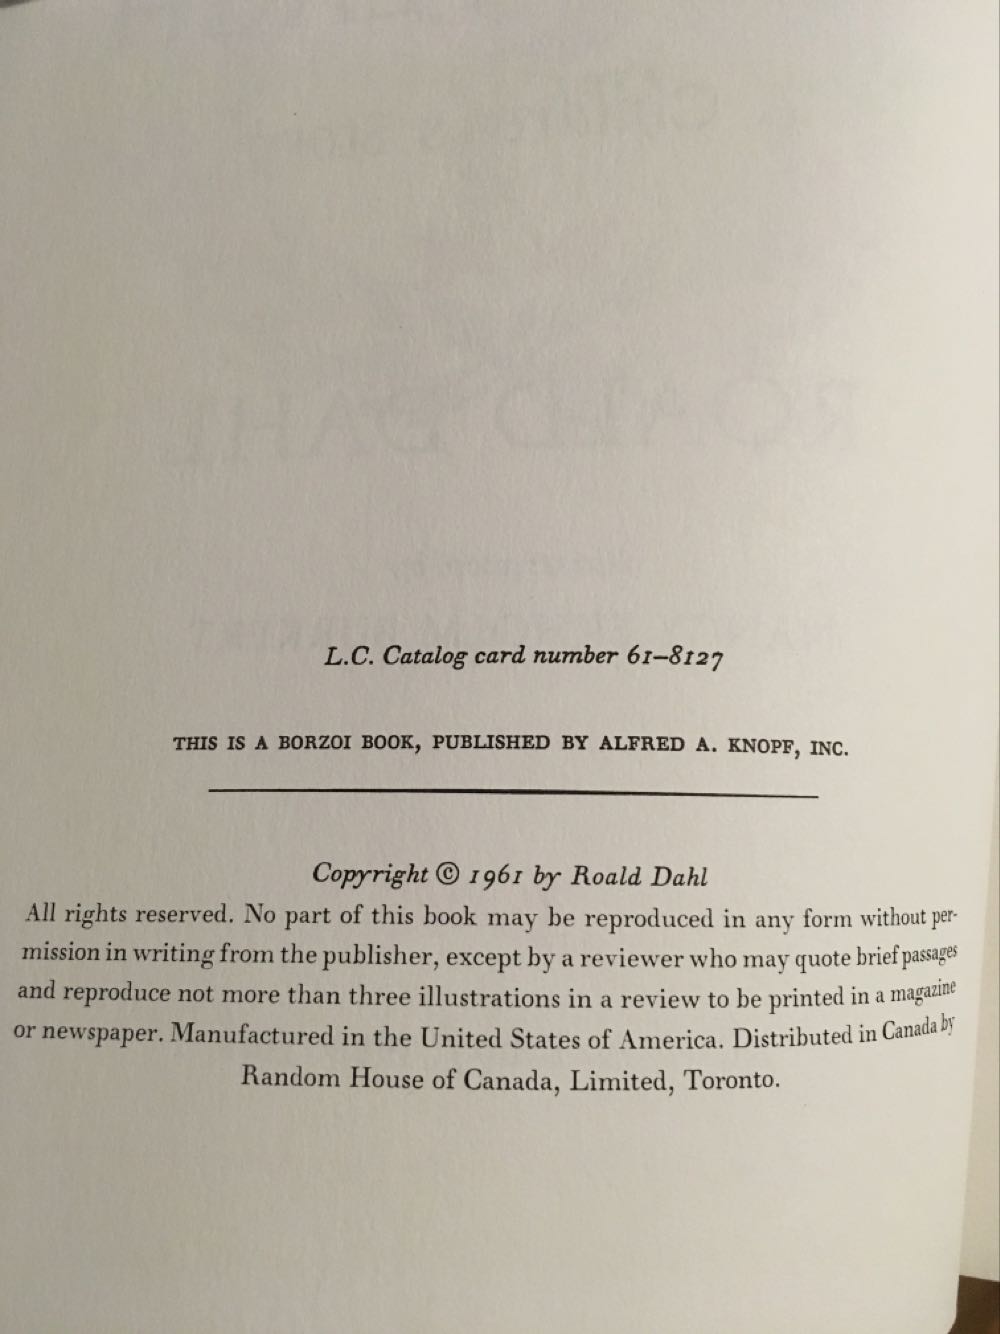 L.C. Catalog card number 61–8127
THIS IS A BORZOI BOOK, PUBLISHED BY ALFRED A. KNOPF, INC.
Copyright © 1961 by Roald Dahl
All rights reserved. No part of this book may be reproduced in any form without per-
mission in writing from the publisher, except by a reviewer who may quote brief passages
and reproduce not more than three illustrations in a review to be printed in a magazine
or newspaper. Manufactured in the United States of America. Distributed in Canada by
Random House of Canada, Limited, Toronto.